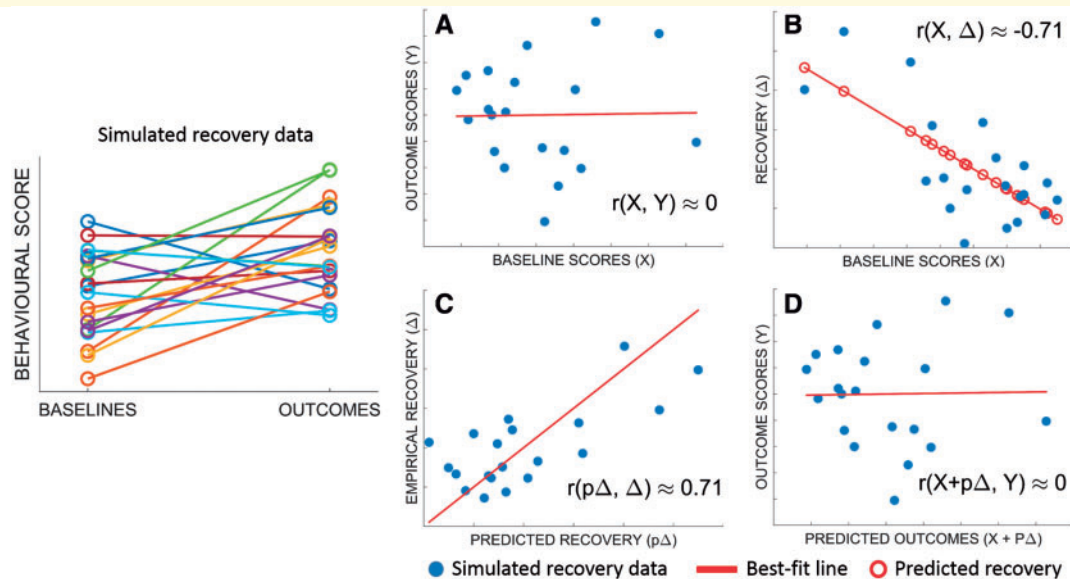 Simulated recovery data
BEHAVIOURAL SCORE
BASELINES
OUTCOMES
A
OUTCOME SCORES (Y)
r(X, Y) ≈ 0
BASELINE SCORES (X)
B
r(X, Δ) ≈ -0.71
RECOVERY (Δ)
BASELINE SCORES (X)
C
EMPIRICAL RECOVERY (Δ)
r(pΔ, Δ) ≈ 0.71
PREDICTED RECOVERY (pΔ)
D
OUTCOME SCORES (Y)
r(X+pΔ, Y) ≈ 0
PREDICTED OUTCOMES (X + PΔ)
Simulated recovery data
Best-fit line
Predicted recovery